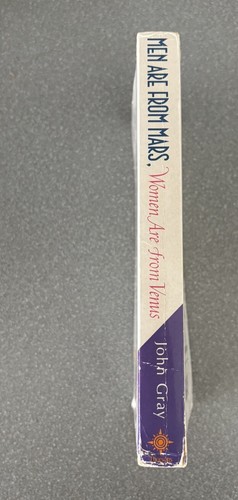 MEN ARE FROM MARS,
Women Are from Venus
John Gray